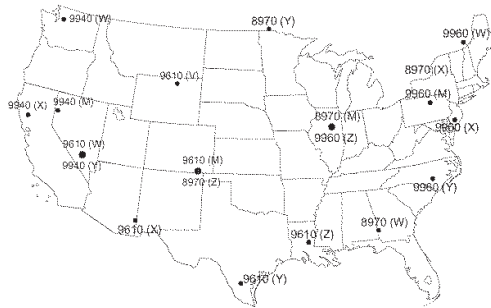 9940 (W)
8970 (Y)
9960 (W)
8970 (X)
9610 (V)
9960 (M)
9940 (X)
9940 (M)
8970 (M)
9960 (X)
9960 (Z)
9610 (W)
9940 (Y)
9610 (M)
8970 (Z)
9960 (Y)
9610 (X)
9610 (Z)
8970 (W)
9610 (Y)